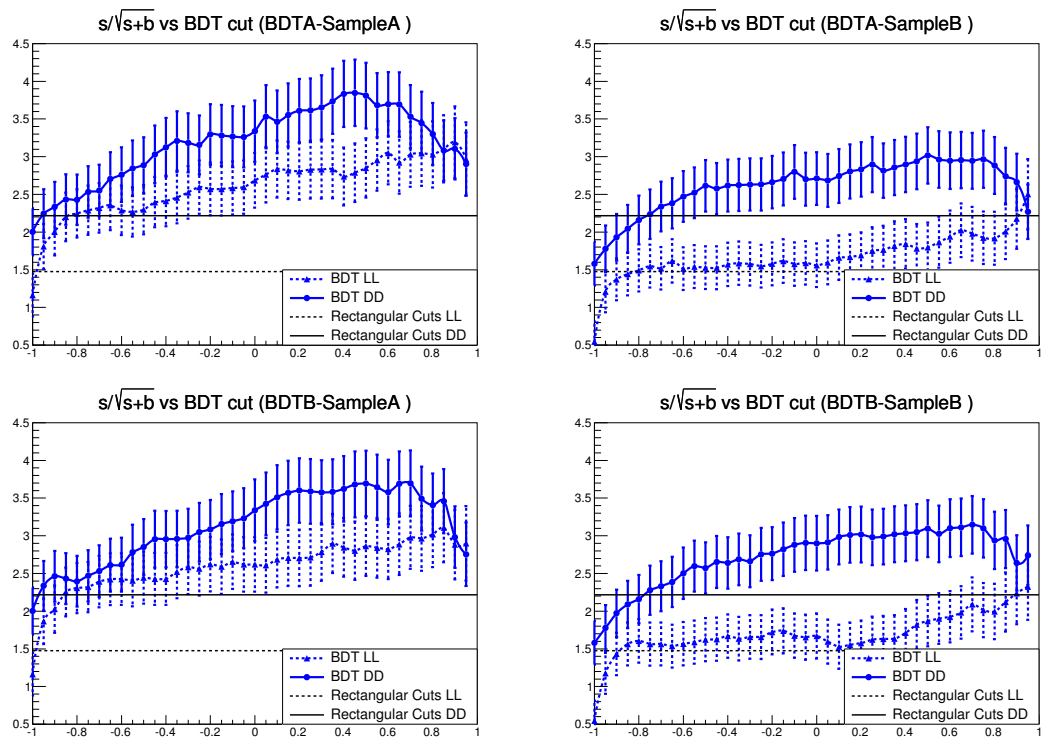 s/√s+b vs BDT cut (BDTA-SampleA )
4.5
4
3.5
3
2.5
2
1.5
1
0.5
-1 -0.8 -0.6 -0.4 -0.2 0 0.2 0.4 0.6 0.8 1
BDT LL
BDT DD
Rectangular Cuts LL
Rectangular Cuts DD
s/√s+b vs BDT cut (BDTA-SampleB )
4.5
4
3.5
3
2.5
2
1.5
1
0.5
-1 -0.8 -0.6 -0.4 -0.2 0 0.2 0.4 0.6 0.8 1
BDT LL
BDT DD
Rectangular Cuts LL
Rectangular Cuts DD
s/√s+b vs BDT cut (BDTB-SampleA )
4.5
4
3.5
3
2.5
2
1.5
1
0.5
-1 -0.8 -0.6 -0.4 -0.2 0 0.2 0.4 0.6 0.8 1
BDT LL
BDT DD
Rectangular Cuts LL
Rectangular Cuts DD
s/√s+b vs BDT cut (BDTB-SampleB )
4.5
4
3.5
3
2.5
2
1.5
1
0.5
-1 -0.8 -0.6 -0.4 -0.2 0 0.2 0.4 0.6 0.8 1
BDT LL
BDT DD
Rectangular Cuts LL
Rectangular Cuts DD